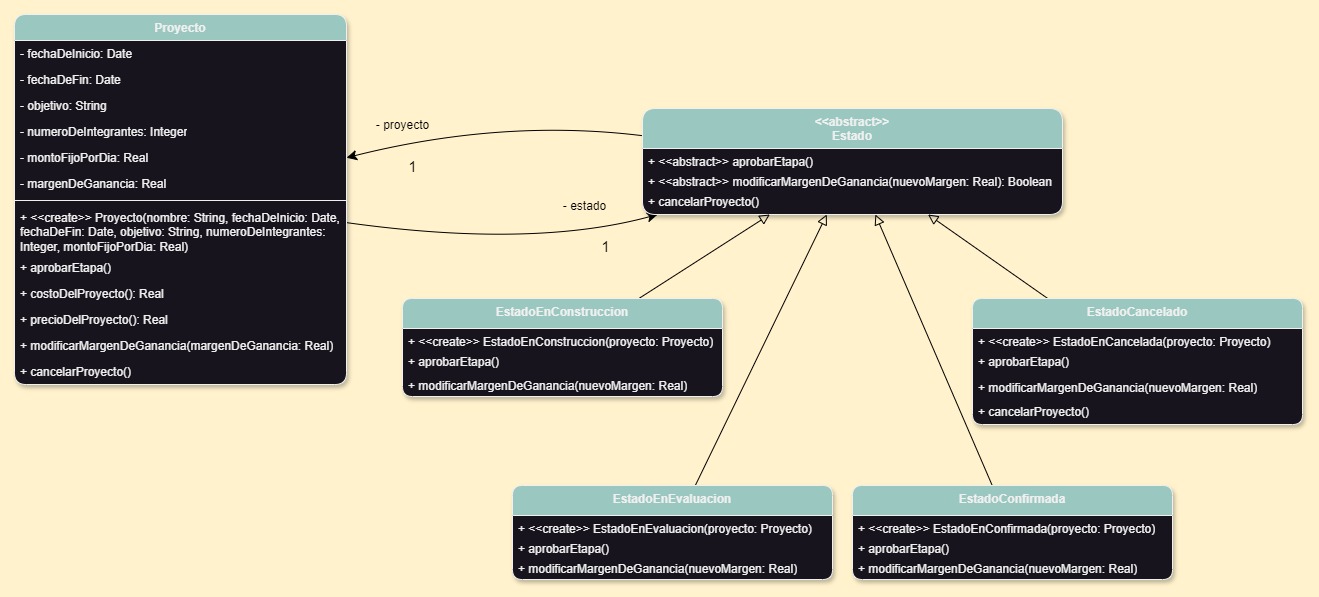 Proyecto
- fechaDeInicio: Date
- fechaDeFin: Date
- objetivo: String
- numeroDeIntegrantes: Integer
- montoFijoPorDia: Real
- margenDeGanancia: Real
+ <<create>> Proyecto(nombre: String, fechaDeInicio: Date,
fechaDeFin: Date, objetivo: String, numeroDeIntegrantes:
Integer, montoFijoPorDia: Real)
+ aprobarEtapa()
+ costoDelProyecto(): Real
+ precioDelProyecto(): Real
+ modificarMargenDeGanancia(margenDeGanancia: Real)
+ cancelarProyecto()
- proyecto
1
- estado
1
<<abstract>>
Estado
+ <<abstract>> aprobarEtapa()
+ <<abstract>> modificarMargenDeGanancia(nuevoMargen: Real): Boolean
+ cancelarProyecto()
EstadoEnConstruccion
+ <<create>> EstadoEnConstruccion(proyecto: Proyecto)
+ aprobarEtapa()
+ modificarMargenDeGanancia(nuevoMargen: Real)
EstadoCancelado
+ <<create>> EstadoEnCancelada(proyecto: Proyecto)
+ aprobarEtapa()
+ modificarMargenDeGanancia(nuevoMargen: Real)
+ cancelarProyecto()
EstadoEnEvaluacion
+ <<create>> EstadoEnEvaluacion(proyecto: Proyecto)
+ aprobarEtapa()
+ modificarMargenDeGanancia(nuevoMargen: Real)
EstadoConfirmada
+ <<create>> EstadoEnConfirmada(proyecto: Proyecto)
+ aprobarEtapa()
+ modificarMargenDeGanancia(nuevoMargen: Real)